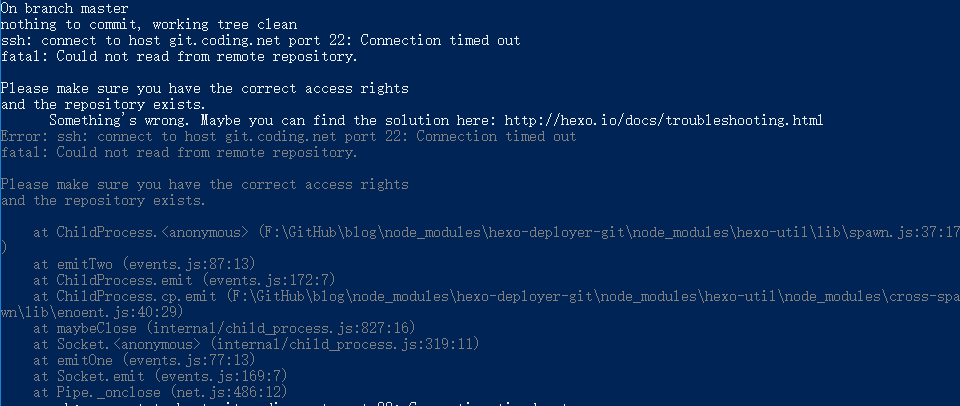 On branch master
nothing to commit, working tree clean
ssh: connect to host git.coding.net port 22: Connection timed out
fatal: Could not read from remote repository.
Please make sure you have the correct access rights
and the repository exists.
Something's wrong. Maybe you can find the solution here: http://hexo.io/docs/troubleshooting.html
Error: ssh: connect to host git.coding.net port 22: Connection timed out
fatal: Could not read from remote repository.
Please make sure you have the correct access rights
and the repository exists.
at ChildProcess.<anonymous> (F:\GitHub\blog\node_modules\hexo-deployer-git\node_modules\hexo-util\lib\spawn.js:37:17
)
at emitTwo (events.js:87:13)
at ChildProcess.emit (events.js:172:7)
at ChildProcess.cp.emit (F:\GitHub\blog\node_modules\hexo-deployer-git\node_modules\hexo-util\node_modules\cross-spa
wn\lib\enoent.js:40:29)
at maybeClose (internal/child_process.js:827:16)
at Socket.<anonymous> (internal/child_process.js:319:11)
at emitOne (events.js:77:13)
at Socket.emit (events.js:169:7)
at Pipe._onclose (net.js:486:12)